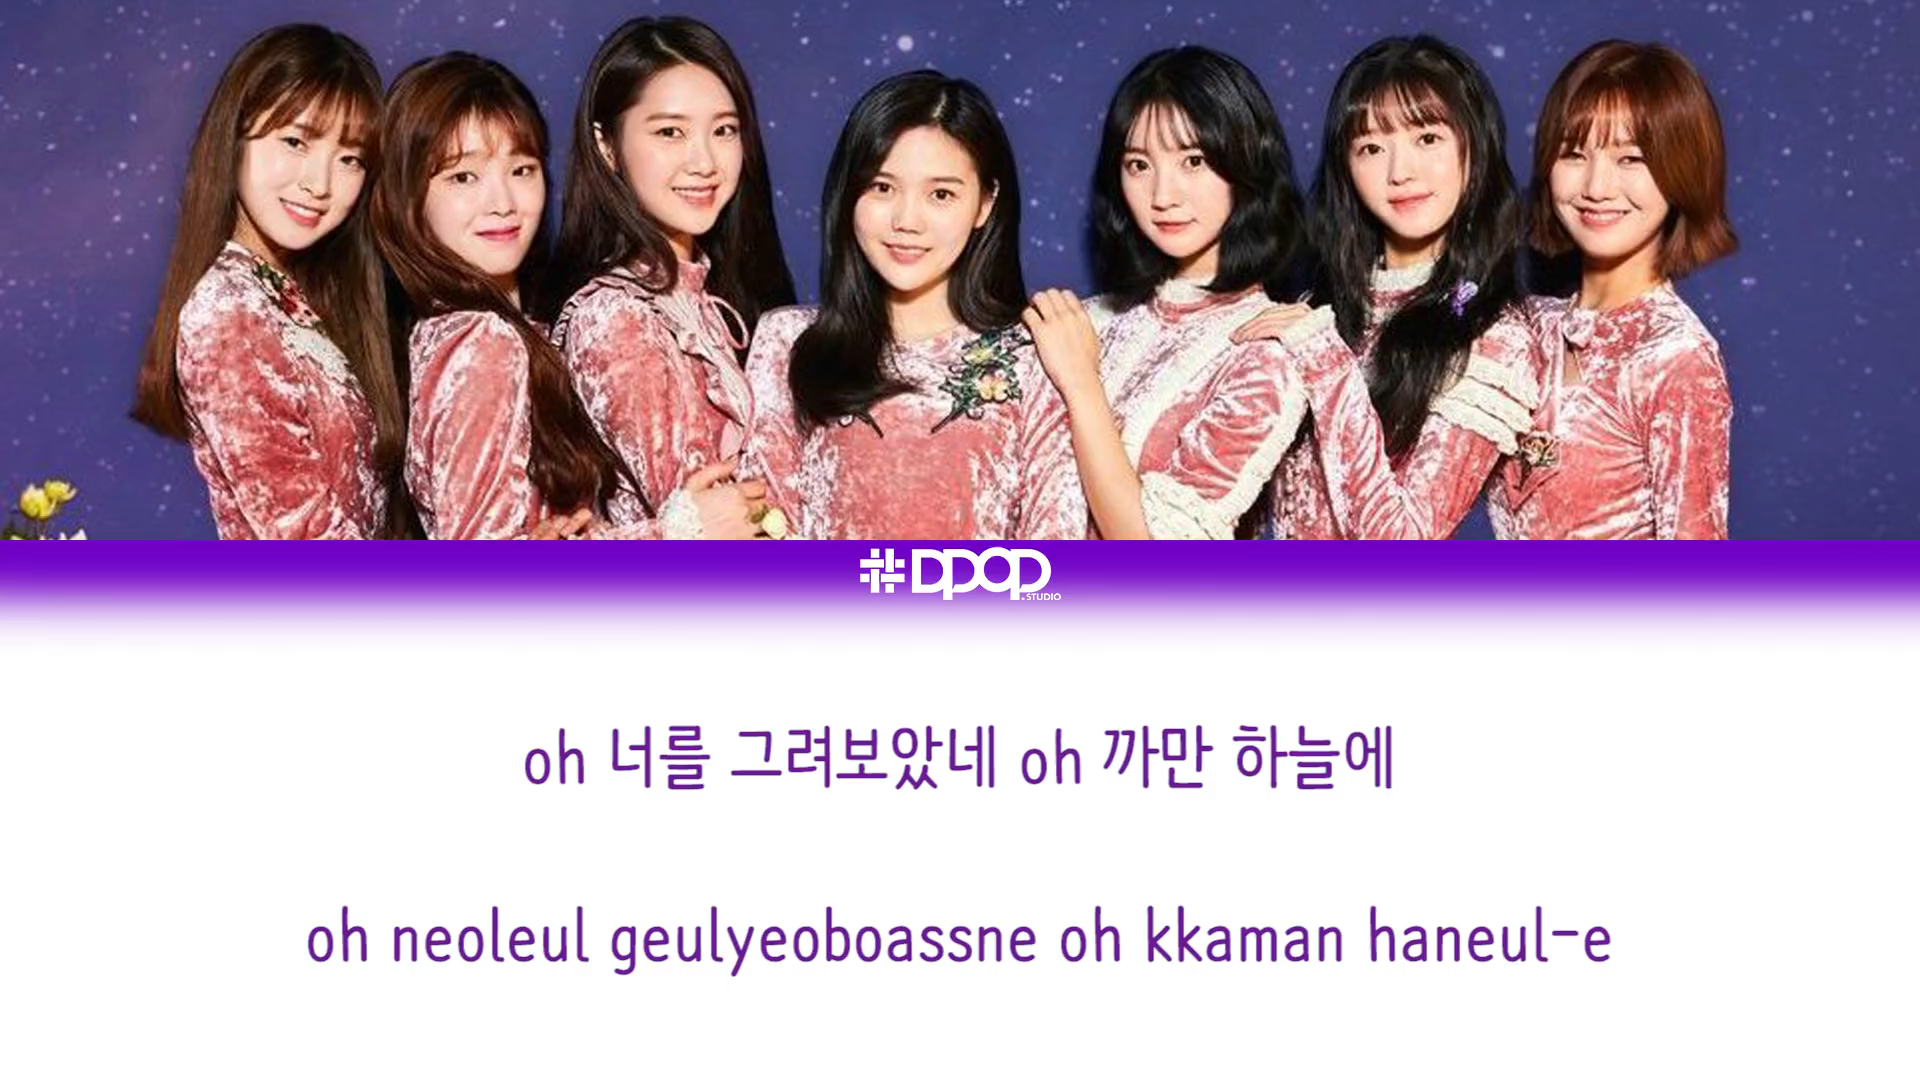 #DPOP
.STUDIO
oh 너를 그려보았네 oh 까만 하늘에
oh neoleul geulyeoboassne oh kkaman haneul-e